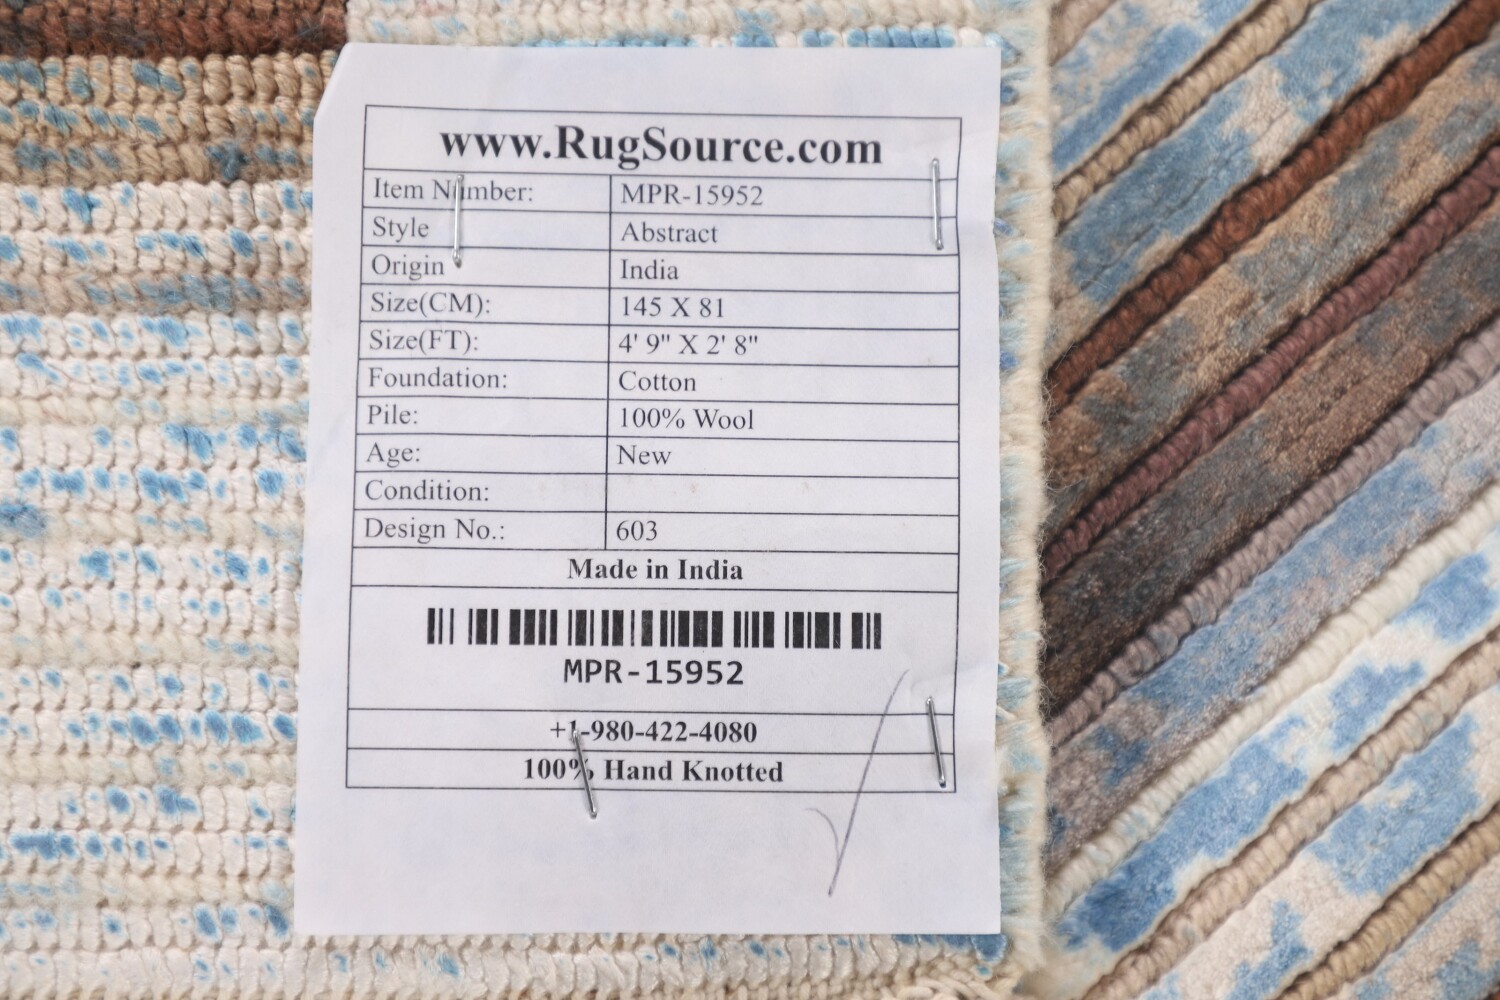 www.RugSource.com
Item Number: MPR-15952
Style Abstract
Origin India
Size(CM): 145 X 81
Size(FT): 4' 9" X 2' 8"
Foundation: Cotton
Pile: 100% Wool
Age: New
Condition:
Design No.: 603
Made in India
MPR-15952
+1-980-422-4080
100% Hand Knotted